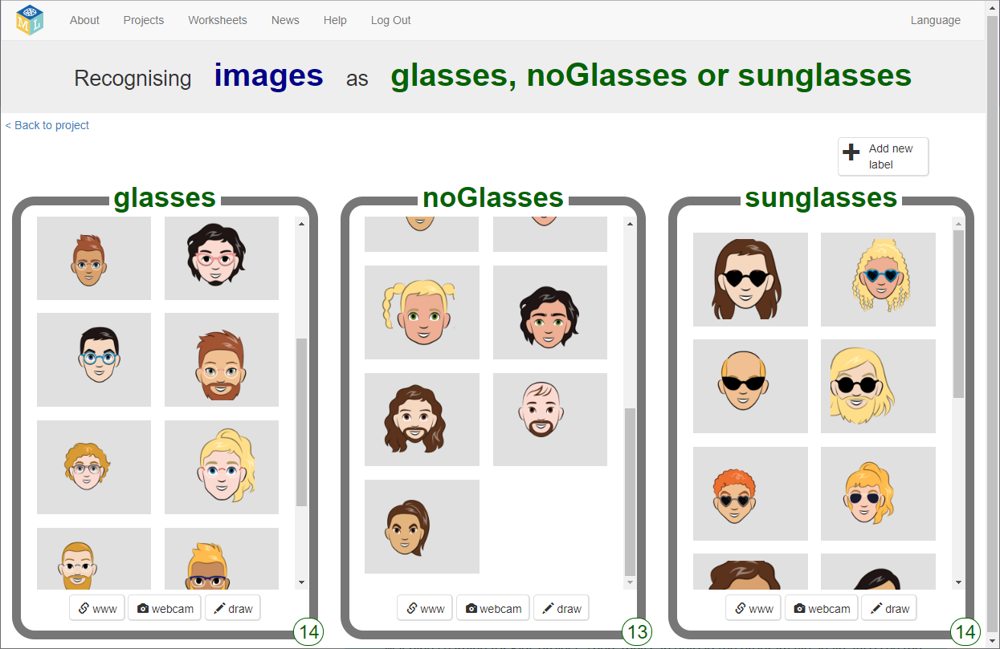 ML
About Projects Worksheets News Help Log Out Language
Recognising images as glasses, noGlasses or sunglasses
< Back to project
Add new
label
glasses noGlasses sunglasses
www webcam draw www webcam draw www webcam draw
14 13 14